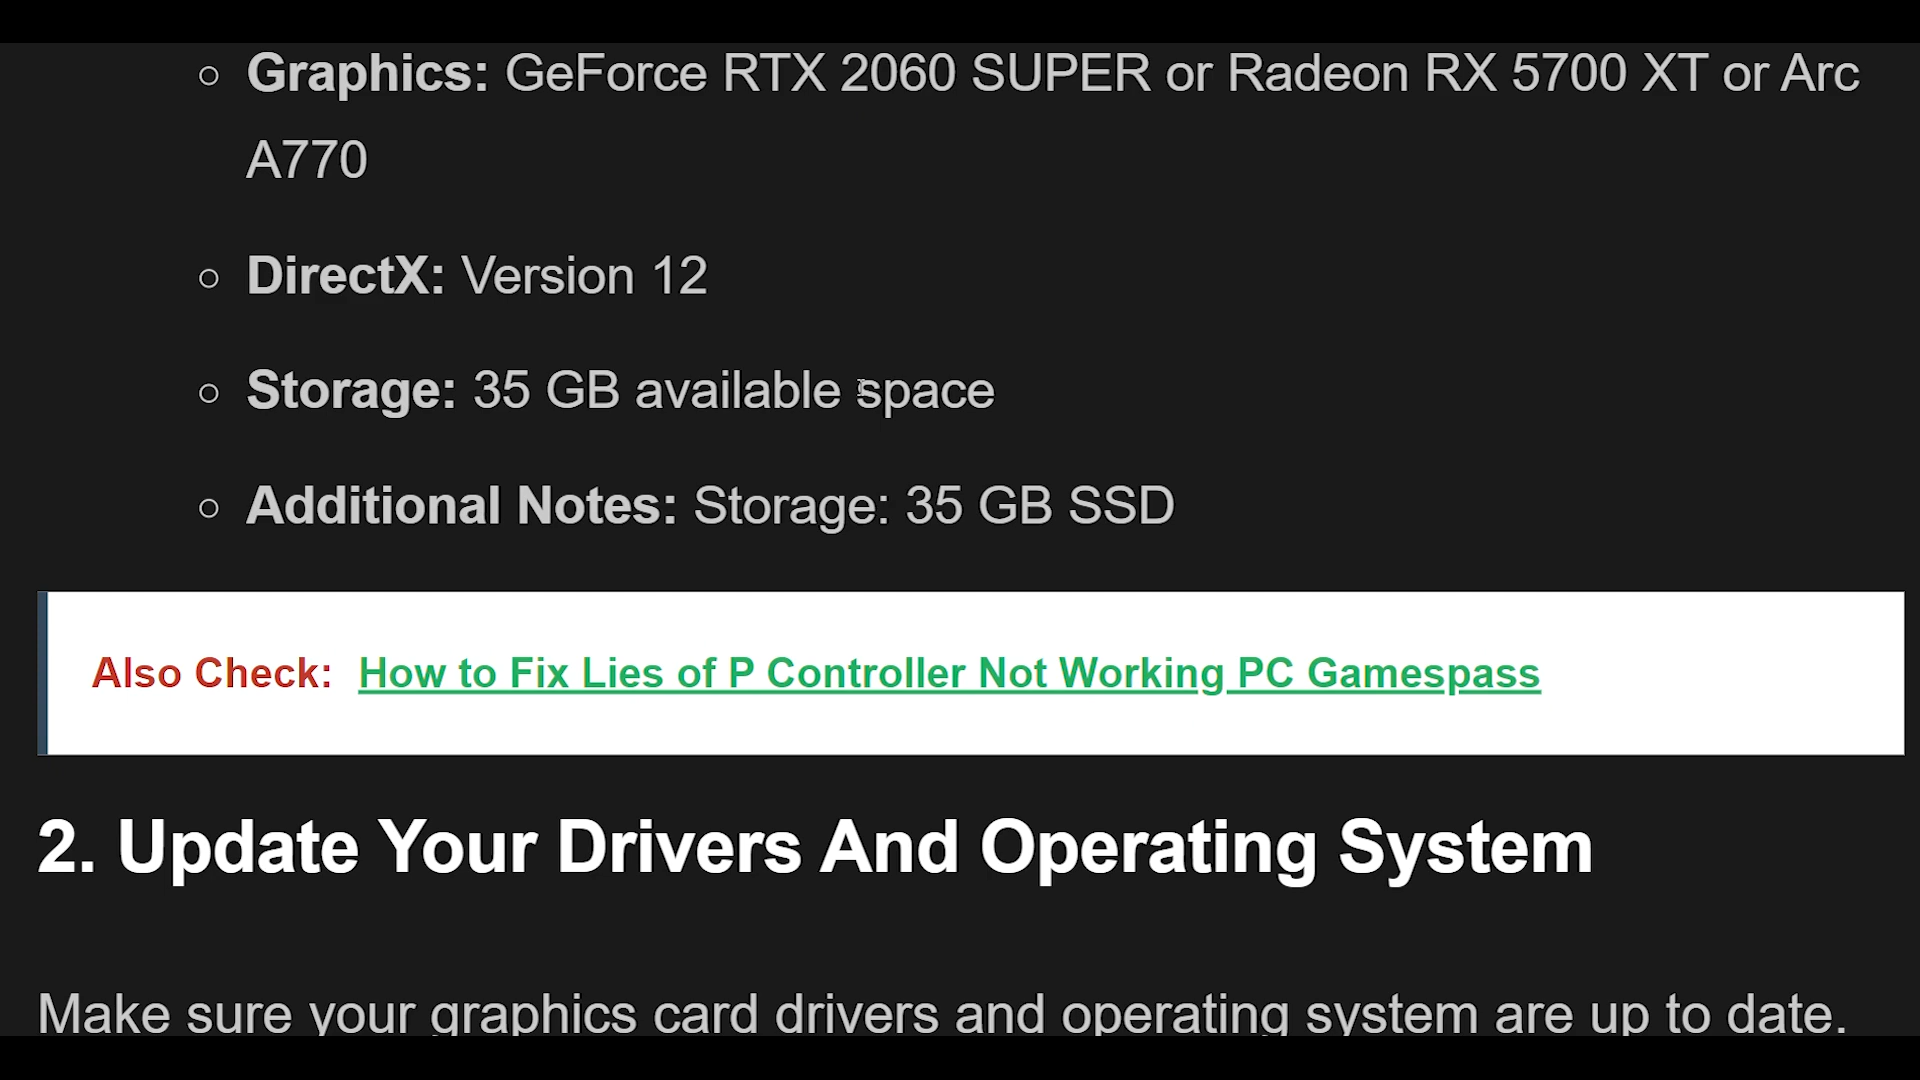 Graphics: GeForce RTX 2060 SUPER or Radeon RX 5700 XT or Arc
A770
DirectX: Version 12
Storage: 35 GB available space
Additional Notes: Storage: 35 GB SSD
Also Check: How to Fix Lies of P Controller Not Working PC Gamespass
2. Update Your Drivers And Operating System
Make sure your graphics card drivers and operating system are up to date.